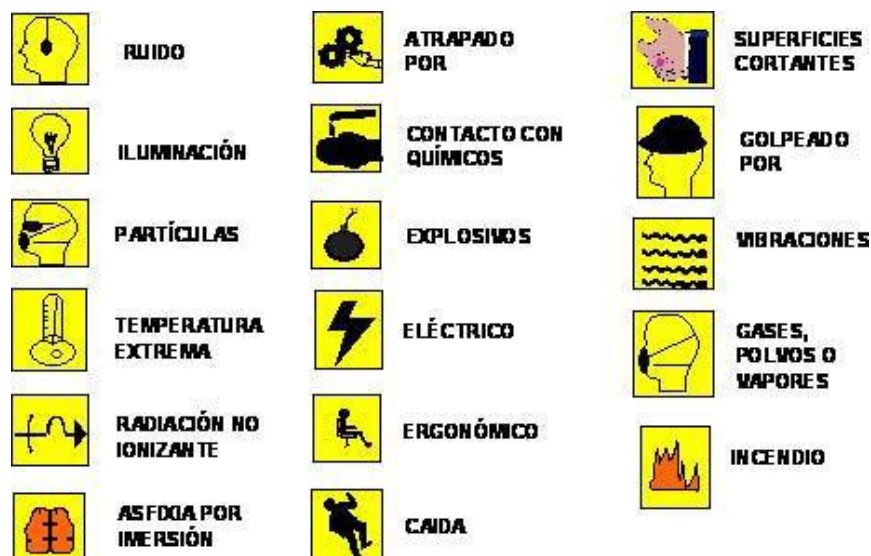 RUIDO
ILUMINACIÓN
PARTÍCULAS
TEMPERATURA
EXTREMA
RADIACIÓN NO
IONIZANTE
ASFIXIA POR
IMERSIÓN
ATRAPADO
POR
CONTACTO CON
QUÍMICOS
EXPLOSIVOS
ELÉCTRICO
ERGONÓMICO
CAIDA
SUPERFICIES
CORTANTES
GOLPEADO
POR
VIBRACIONES
GASES,
POLVOS O
VAPORES
INCENDIO